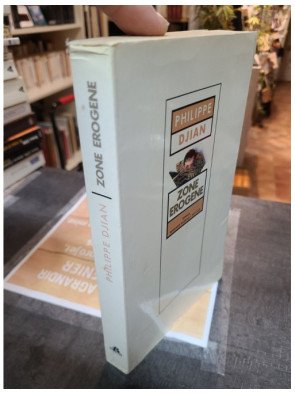 PHILIPPE DJIAN | ZONE EROGENE
PHILIPPE
DJIAN
ZONE
EROGENE
AGRANDIR